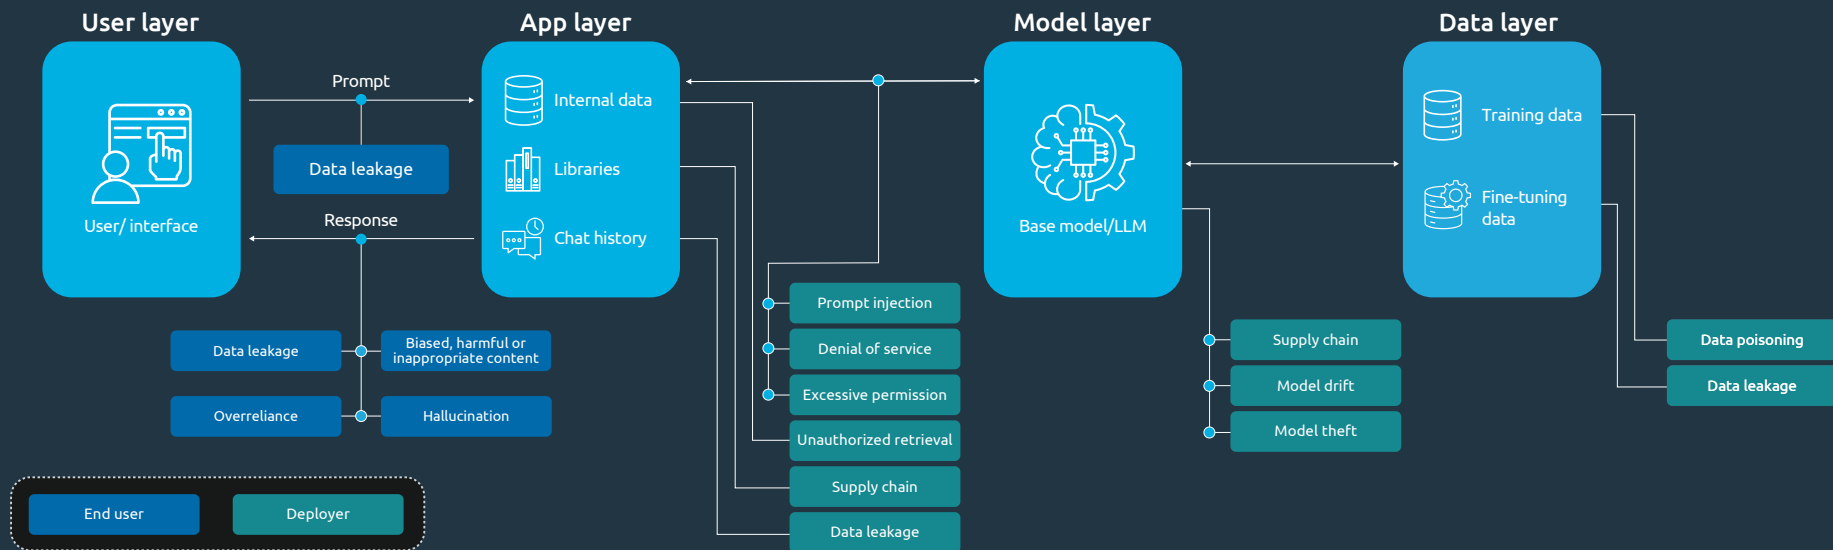 User layer
App layer
Model layer
Data layer
User/ interface
Prompt
Data leakage
Response
Internal data
Libraries
Chat history
Base model/LLM
Training data
Fine-tuning
data
Data leakage
Biased, harmful or
inappropriate content
Overreliance
Hallucination
Prompt injection
Denial of service
Excessive permission
Unauthorized retrieval
Supply chain
Data leakage
Supply chain
Model drift
Model theft
Data poisoning
Data leakage
End user
Deployer